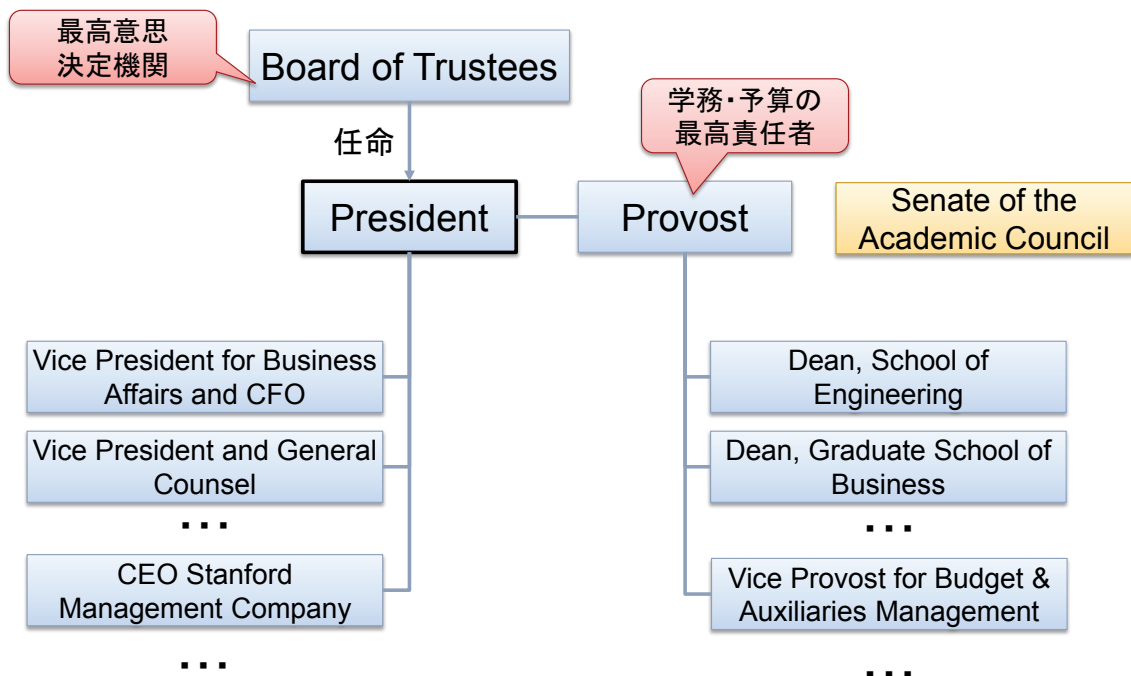 最高意思
決定機関
Board of Trustees
学務・予算の
最高責任者
任命
President
Provost
Senate of the
Academic Council
Vice President for Business
Affairs and CFO
Dean, School of
Engineering
Vice President and General
Counsel
Dean, Graduate School of
Business
...
...
CEO Stanford
Management Company
Vice Provost for Budget &
Auxiliaries Management
...
...